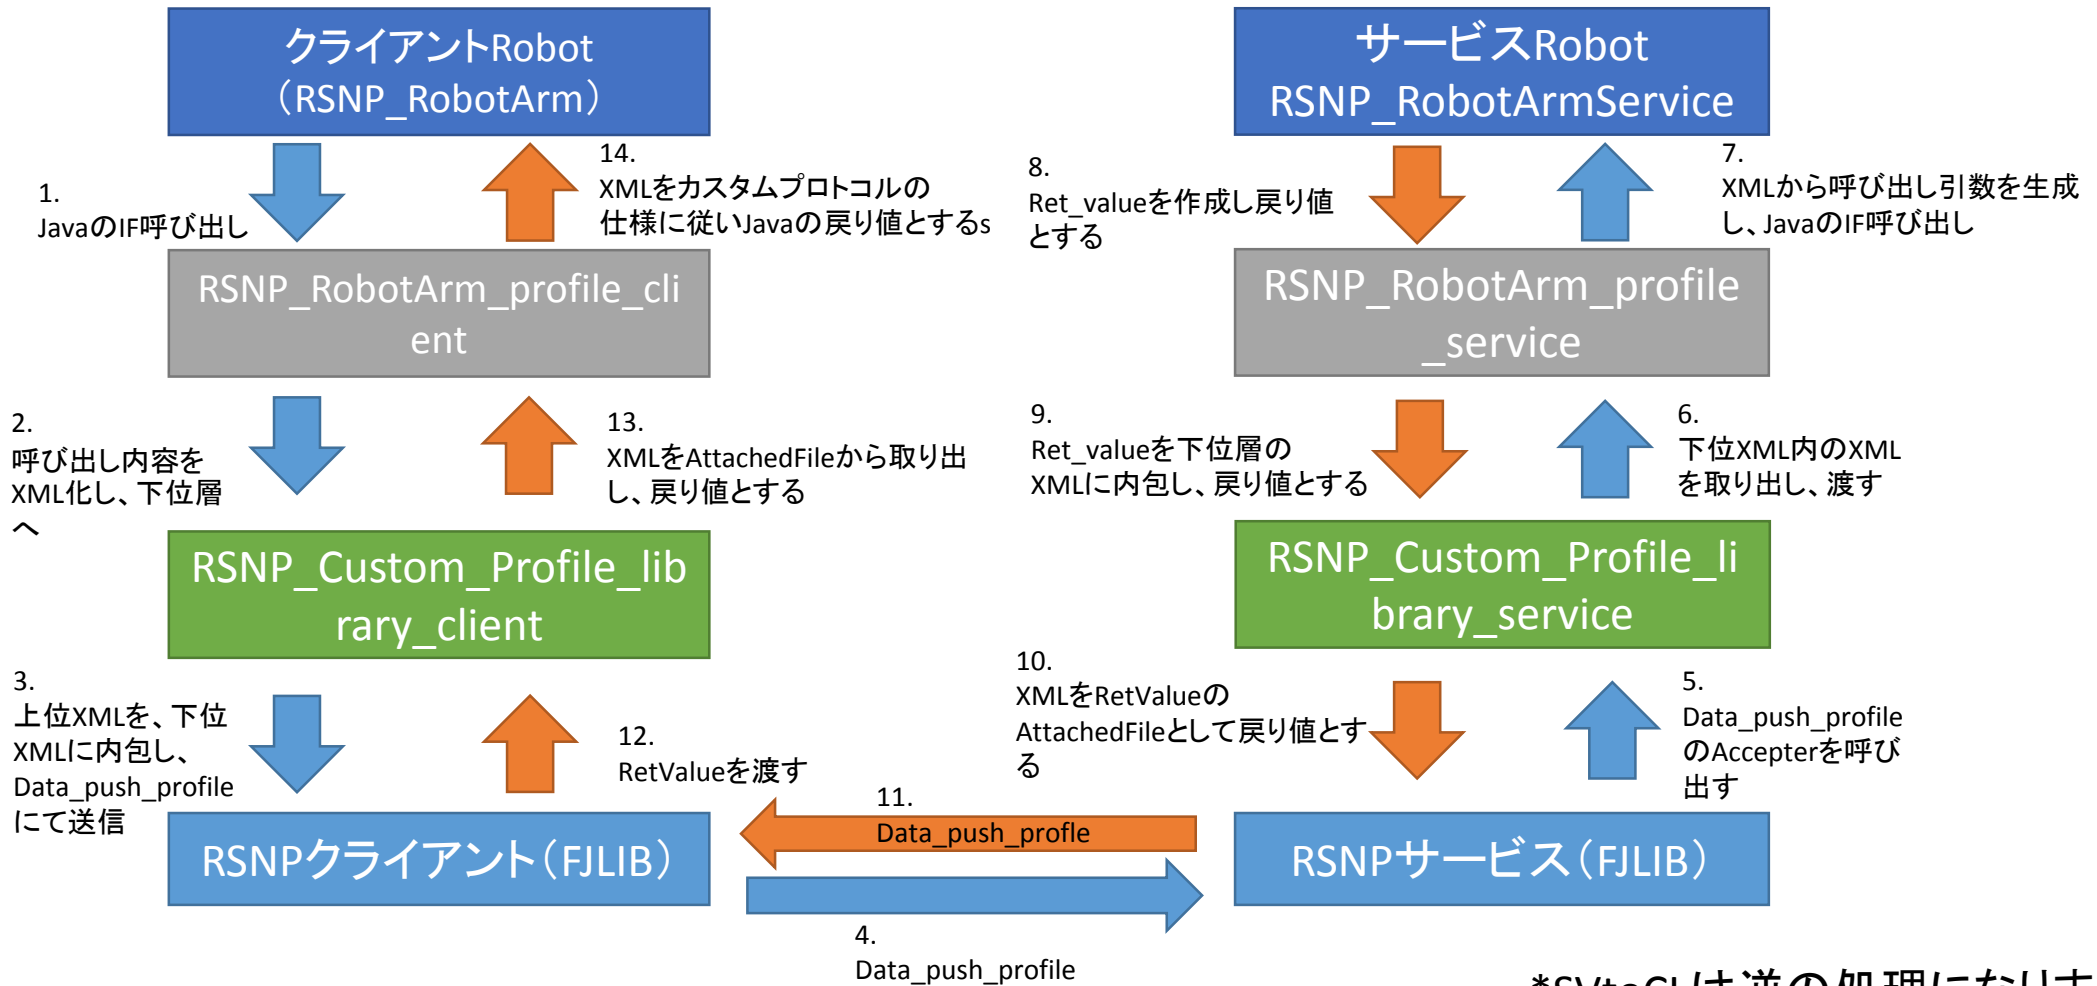 クライアントRobot
（RSNP_RobotArm）
サービスRobot
RSNP_RobotArmService
1.
JavaのIF呼び出し
14.
XMLをカスタムプロトコルの
仕様に従いJavaの戻り値とするs
8.
Ret_valueを作成し戻り値
とする
7.
XMLから呼び出し引数を生成
し、JavaのIF呼び出し
RSNP_RobotArm_profile_cli
ent
RSNP_RobotArm_profile
_service
2.
呼び出し内容を
XML化し、下位層
へ
13.
XMLをAttachedFileから取り出
し、戻り値とする
9.
Ret_valueを下位層の
XMLに内包し、戻り値とする
6.
下位XML内のXML
を取り出し、渡す
RSNP_Custom_Profile_lib
rary_client
RSNP_Custom_Profile_li
brary_service
3.
上位XMLを、下位
XMLに内包し、
Data_push_profile
にて送信
12.
RetValueを渡す
10.
XMLをRetValueの
AttachedFileとして戻り値とす
る
5.
Data_push_profile
のAccepterを呼び
出す
11.
Data_push_profle
RSNPクライアント（FJLIB）
RSNPサービス（FJLIB）
4.
Data_push_profile
*SVtoCLは逆の処理になりま